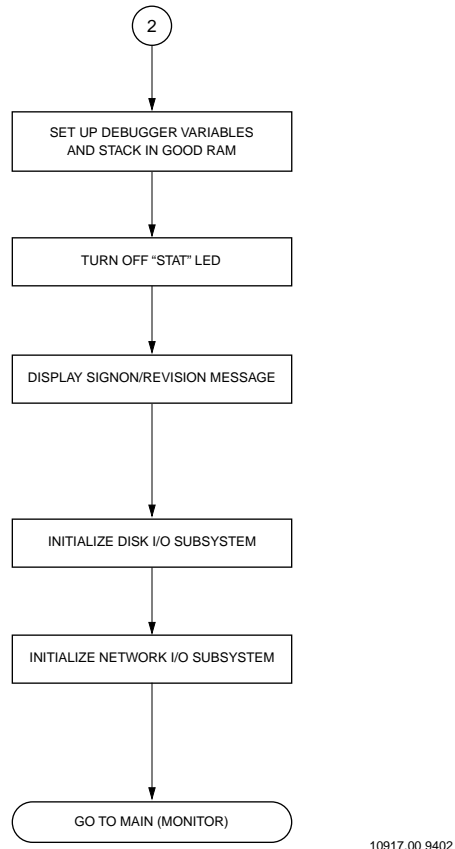 2
SET UP DEBUGGER VARIABLES
AND STACK IN GOOD RAM
TURN OFF “STAT” LED
DISPLAY SIGNON/REVISION MESSAGE
INITIALIZE DISK I/O SUBSYSTEM
INITIALIZE NETWORK I/O SUBSYSTEM
GO TO MAIN (MONITOR)
10917.00 9402